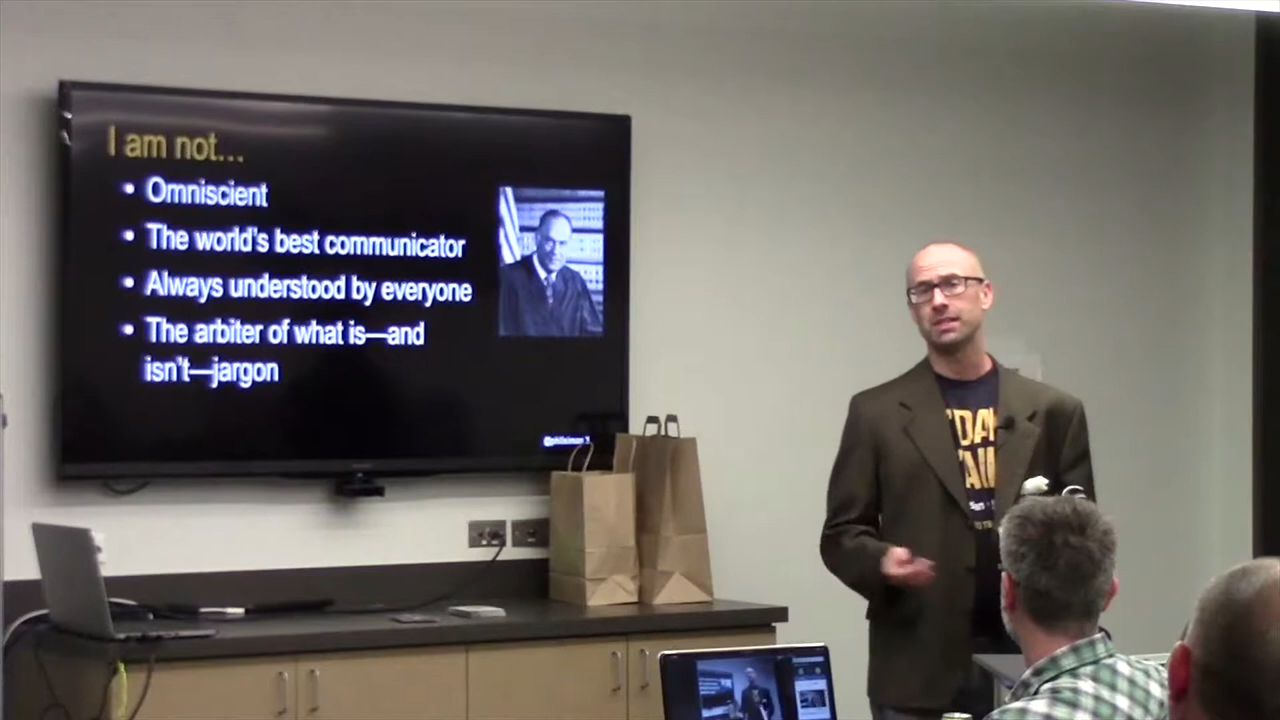 I am not...
• Omniscient
• The world's best communicator
• Always understood by everyone
• The arbiter of what is—and
isn't—jargon